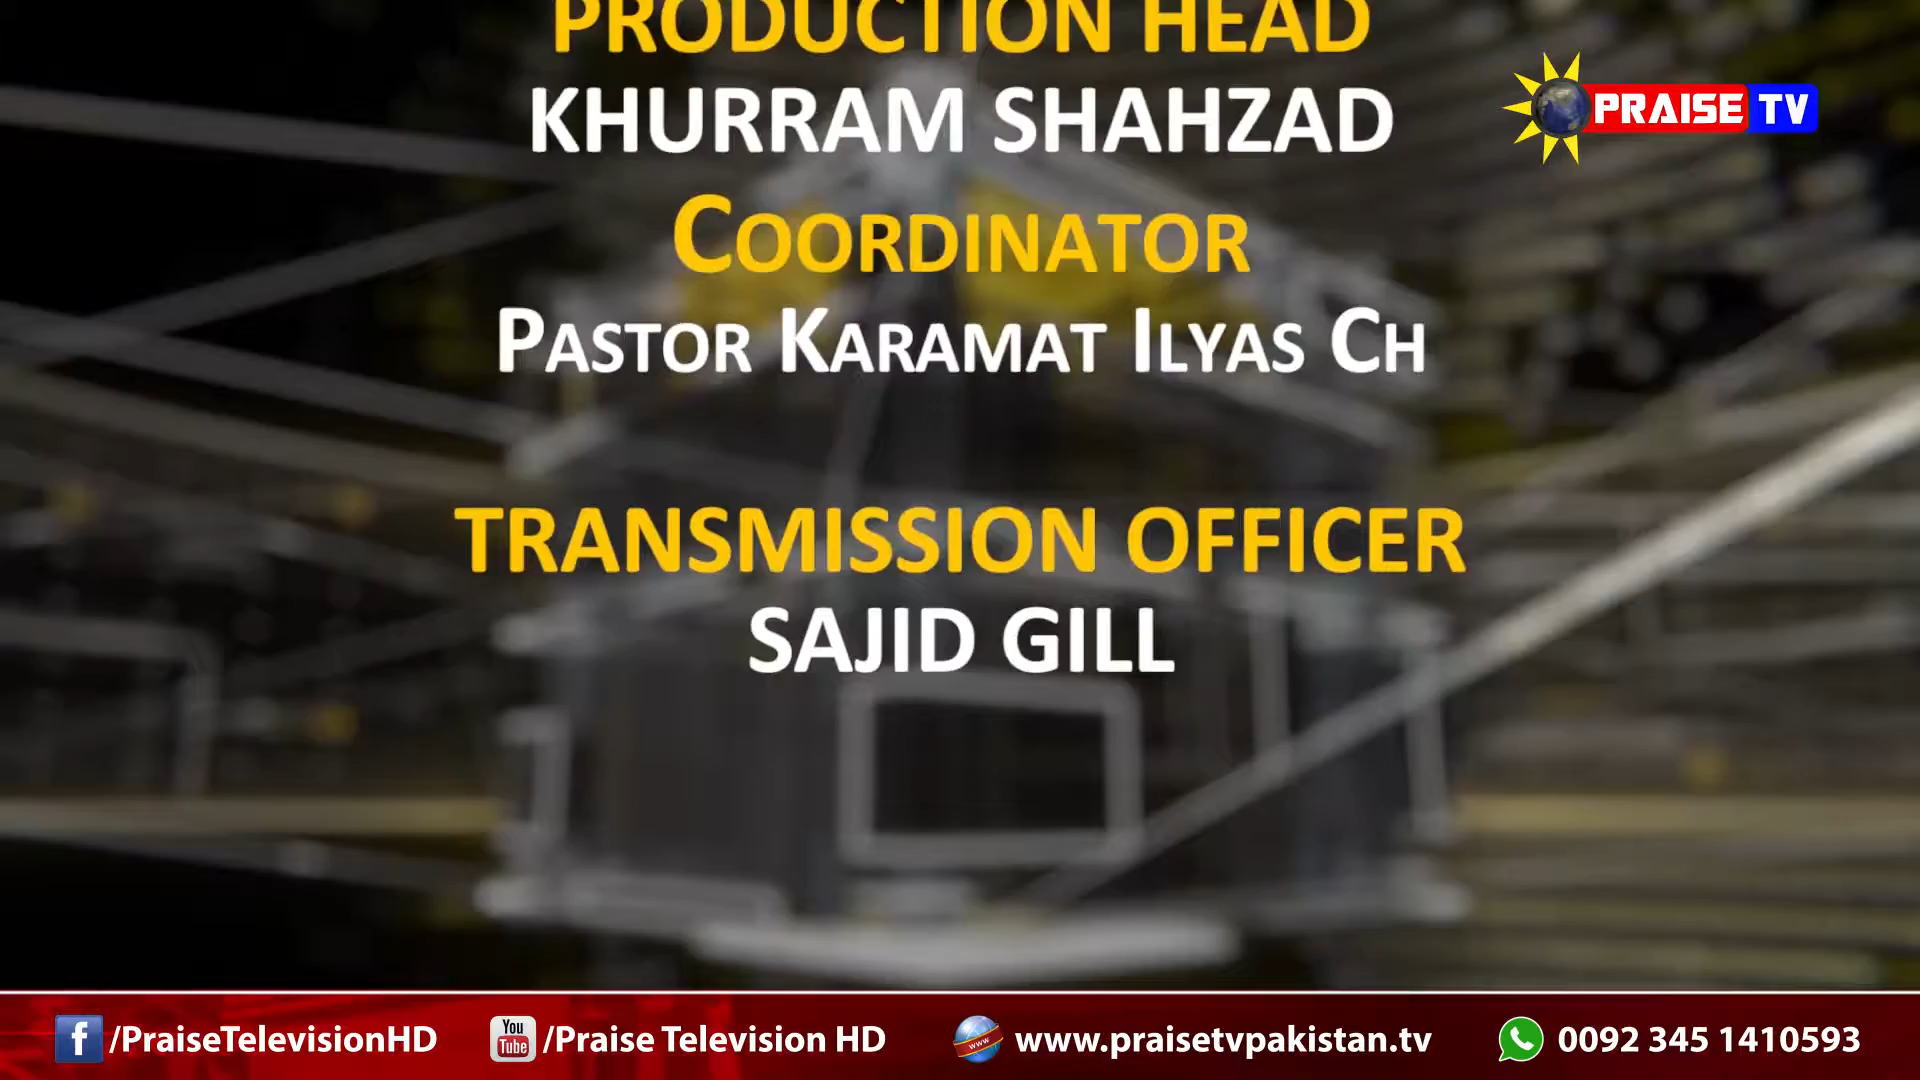 PRODUCTION HEAD
PRAISE TV
KHURRAM SHAHZAD
COORDINATOR
PASTOR KARAMAT ILYAS CH
TRANSMISSION OFFICER
SAJID GILL
f /PraiseTelevisionHD
You Tube /Praise Television HD
www www.praisetvpakistan.tv
0092 345 1410593